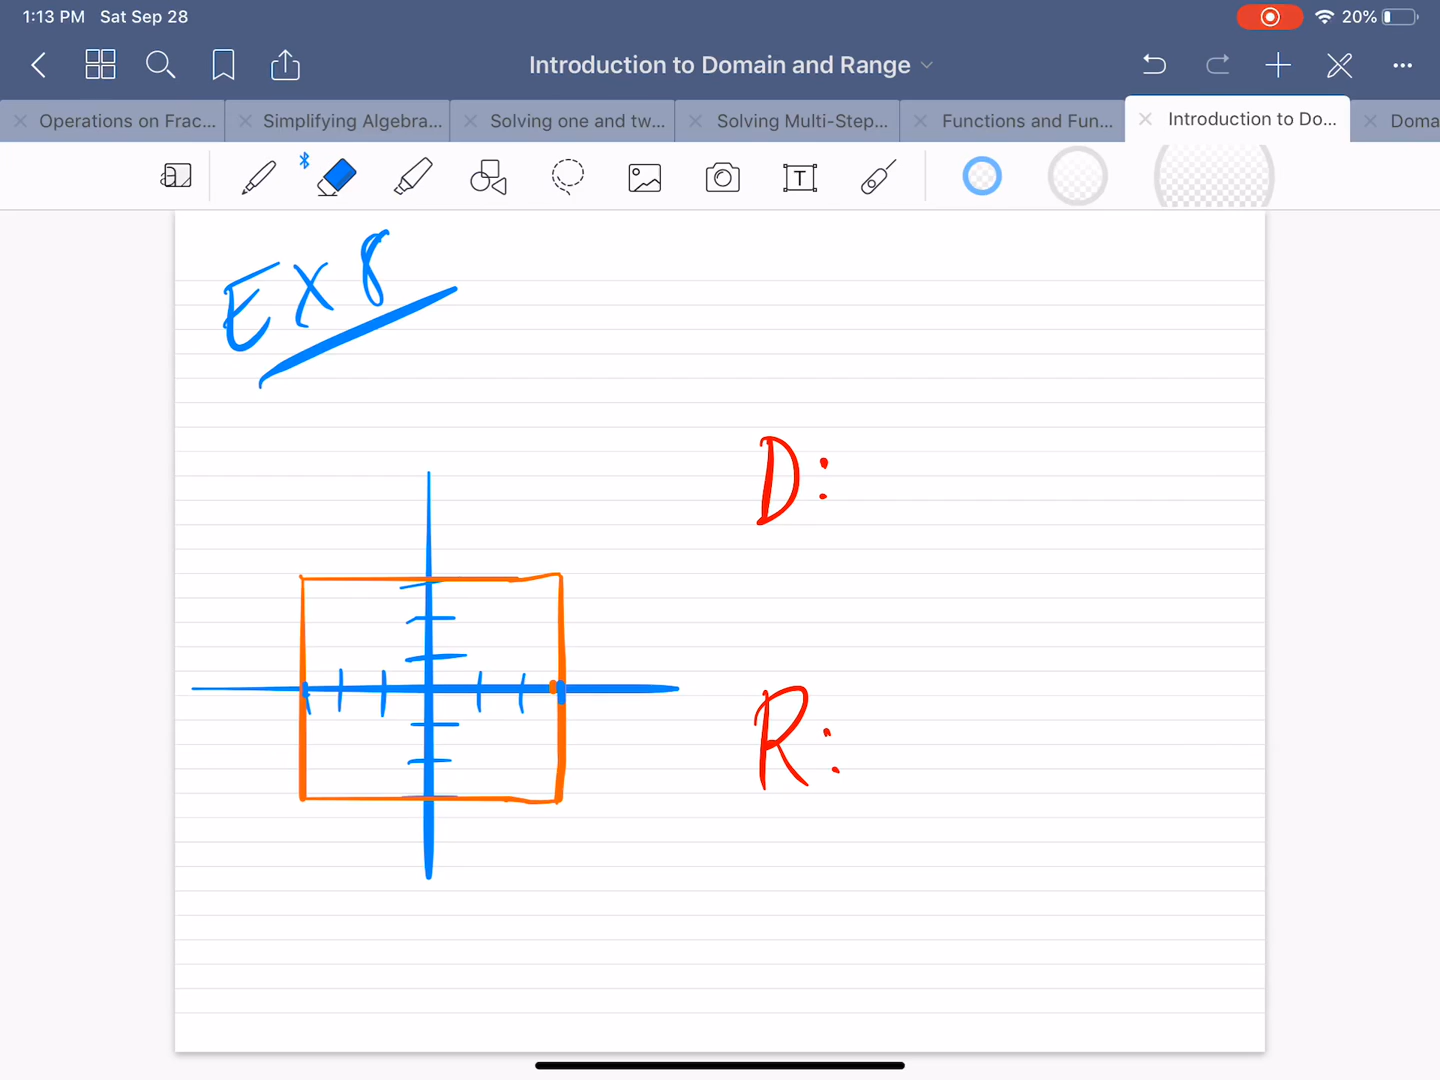 1:13 PM Sat Sep 28
20%
Introduction to Domain and Range
Operations on Frac...
Simplifying Algebra...
Solving one and tw...
Solving Multi-Step...
Functions and Fun...
Introduction to Do...
Doma
a
T
EX 8
D:
R: